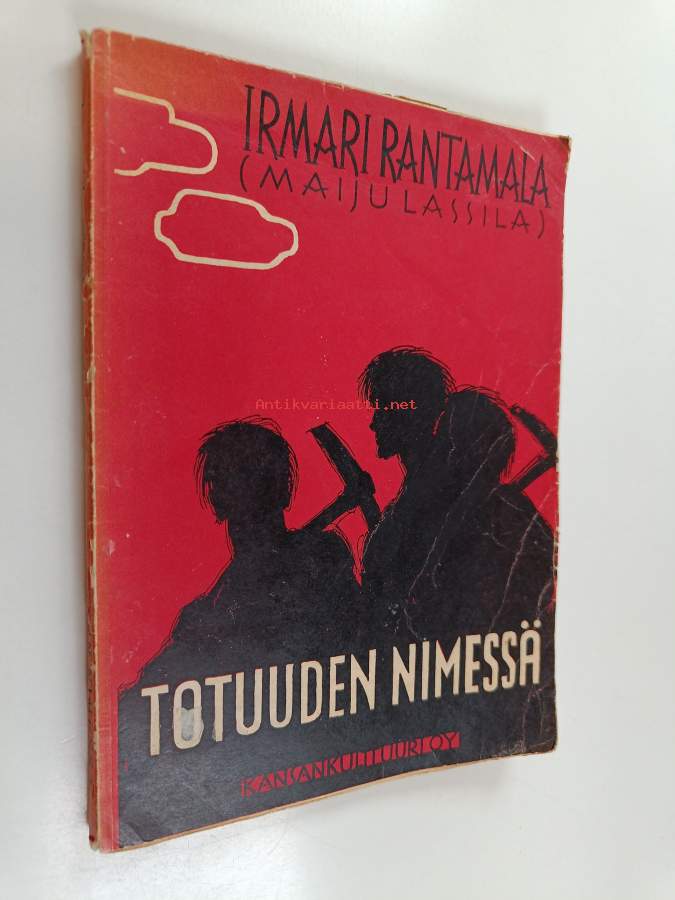 IRMARI RANTAMALA
(MAIJU LASSILA)
Antikvariaatti.net
TOTUUDEN NIMESSÄ
KANSANKULTTUURI OY